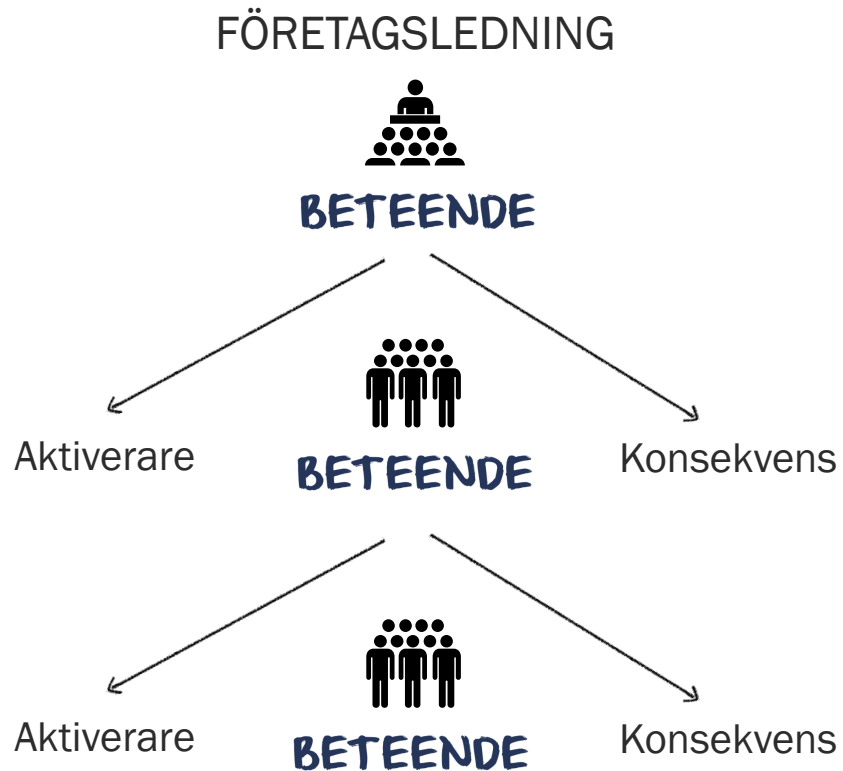 FÖRETAGSLEDNING
BETEENDE
Aktiverare
BETEENDE
Konsekvens
Aktiverare
BETEENDE
Konsekvens